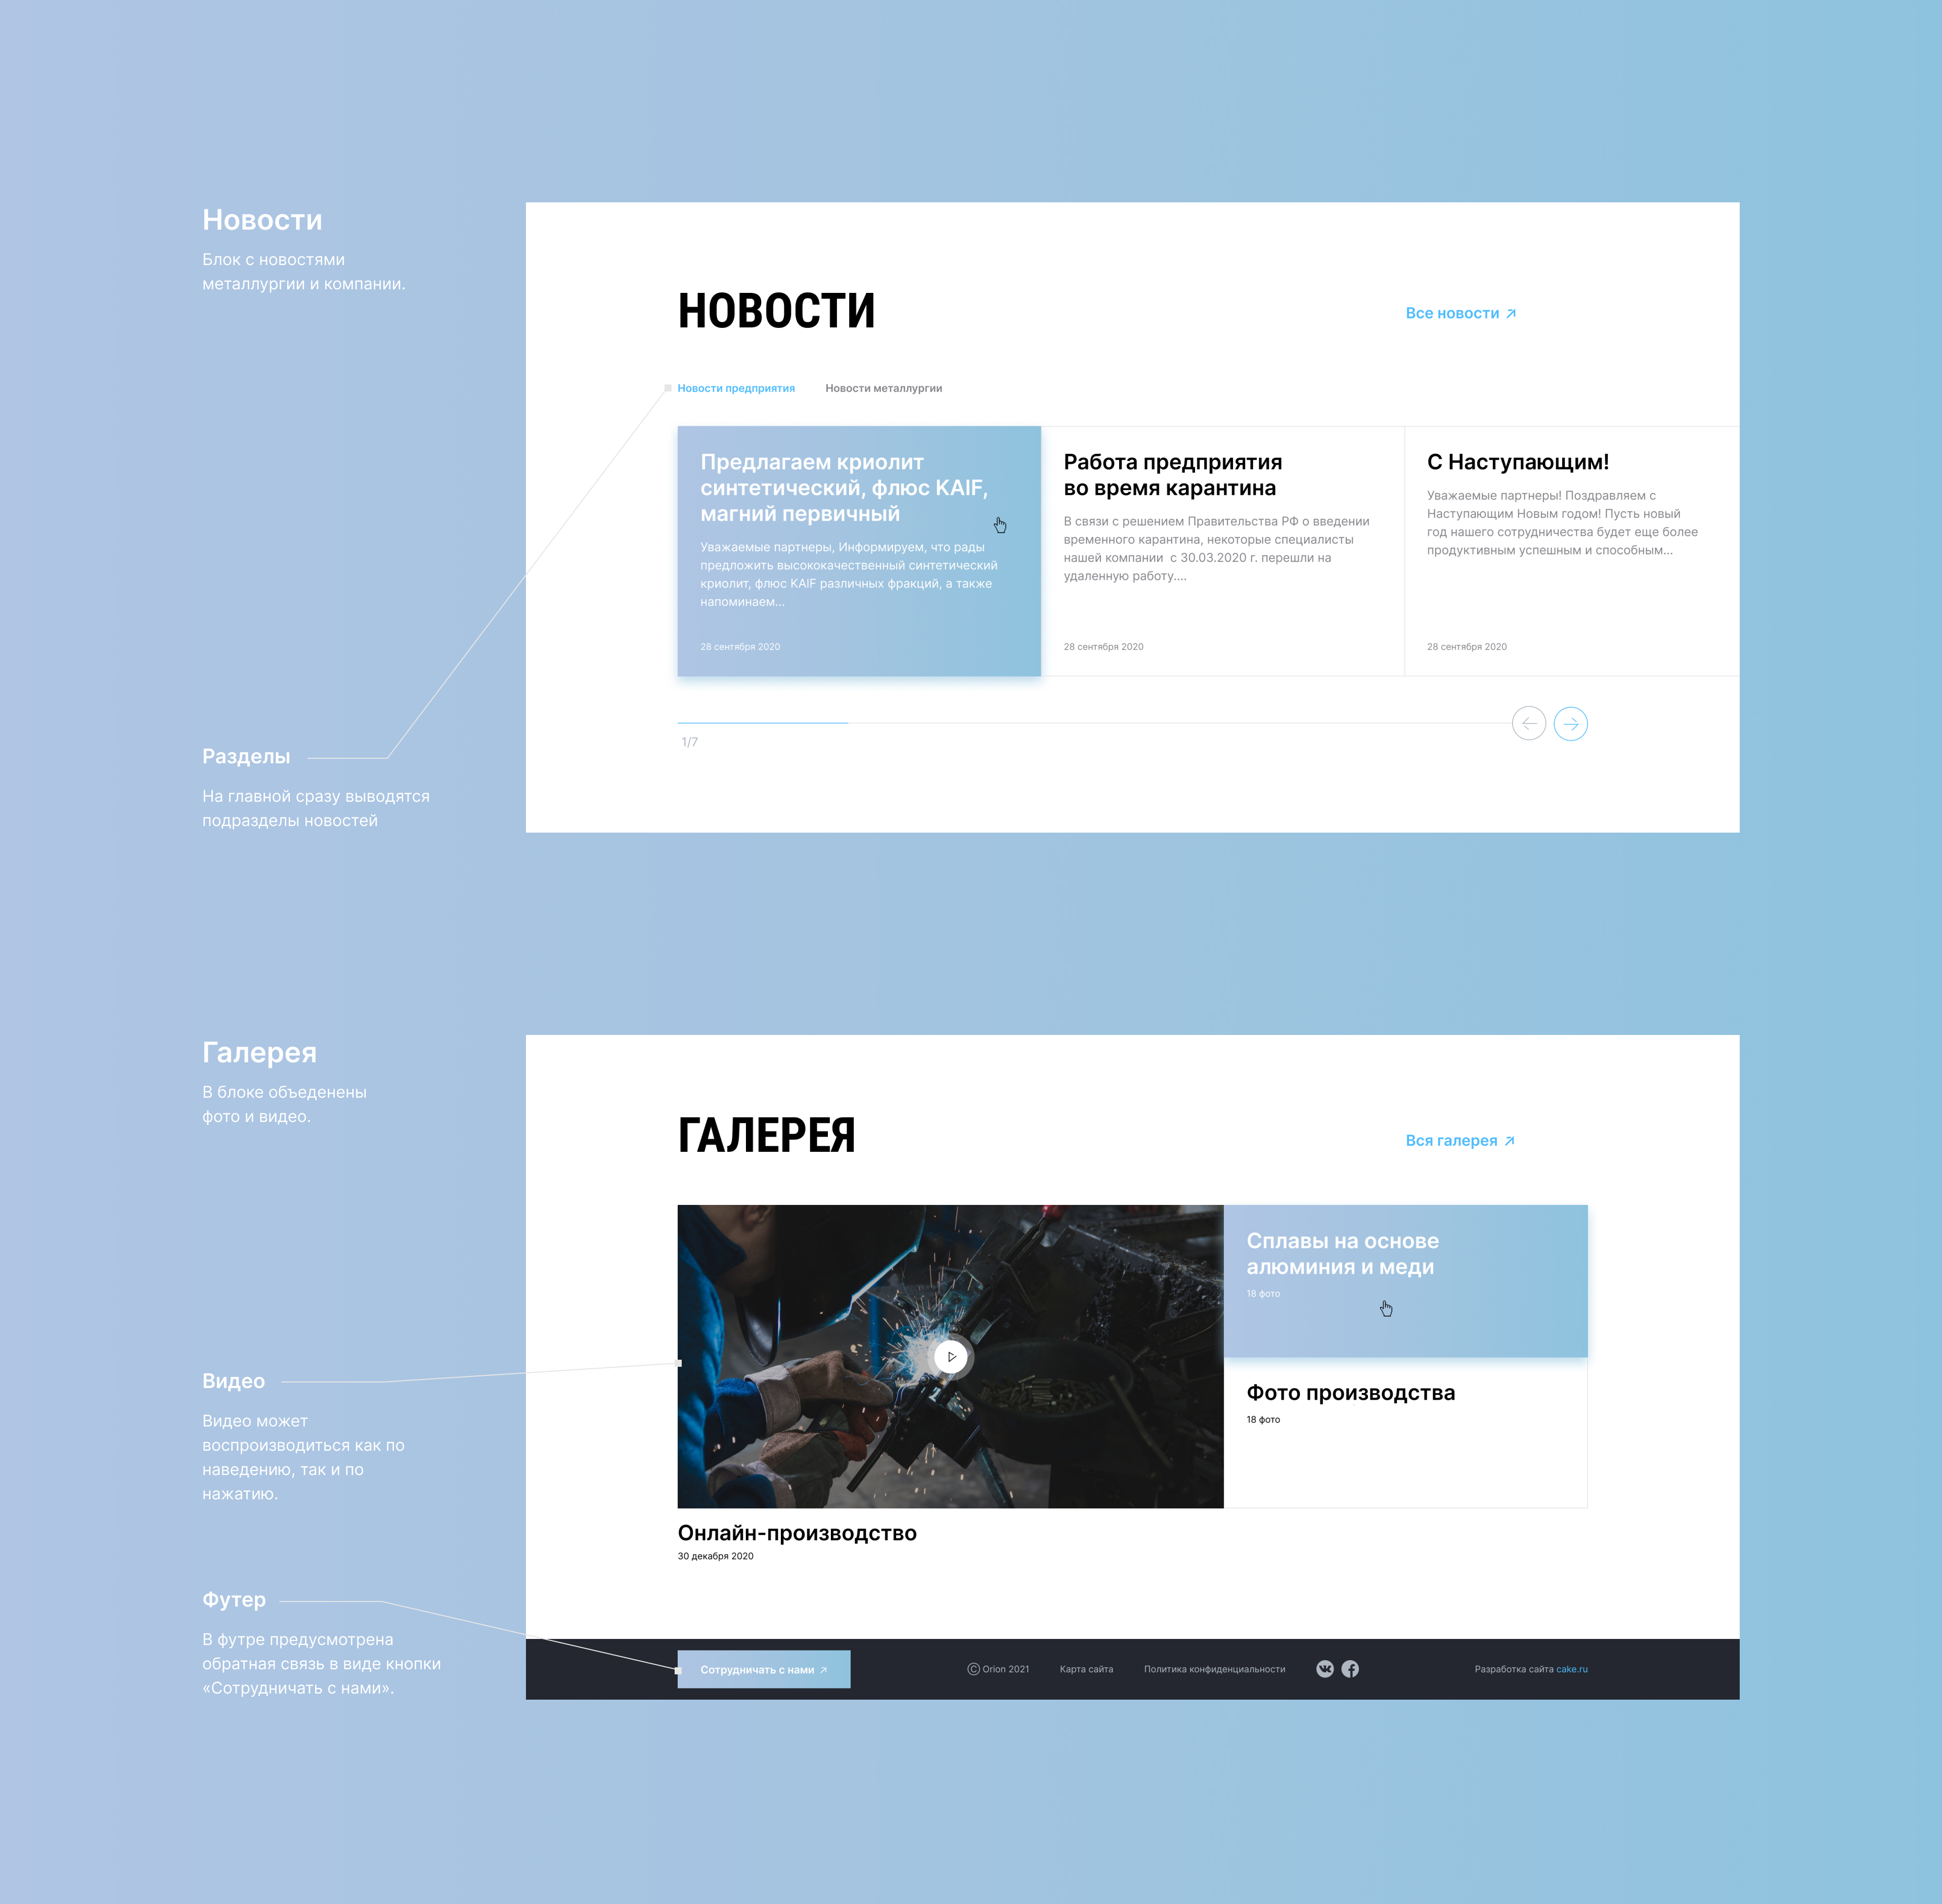 Новости
Блок с новостями
металлургии и компании.
НОВОСТИ
Все новости
Новости предприятия
Новости металлургии
Предлагаем криолит
синтетический, флюс KAIF,
магний первичный
Уважаемые партнеры, Информируем, что рады
предложить высококачественный синтетический
криолит, флюс KAIF различных фракций, а также
напоминаем...
28 сентября 2020
Работа предприятия
во время карантина
В связи с решением Правительства РФ о введении
временного карантина, некоторые специалисты
нашей компании с 30.03.2020 г. перешли на
удаленную работу....
28 сентября 2020
С Наступающим!
Уважаемые партнеры! Поздравляем с
Наступающим Новым годом! Пусть новый
год нашего сотрудничества будет еще более
продуктивным успешным и способным...
28 сентября 2020
1/7
Разделы
На главной сразу выводятся
подразделы новостей
Галерея
В блоке объеденены
фото и видео.
ГАЛЕРЕЯ
Вся галерея
Сплавы на основе
алюминия и меди
18 фото
Фото производства
18 фото
Онлайн-производство
30 декабря 2020
Видео
Видео может
воспроизводиться как по
наведению, так и по
нажатию.
Футер
В футре предусмотрена
обратная связь в виде кнопки
«Сотрудничать с нами».
Сотрудничать с нами
© Orion 2021
Карта сайта
Политика конфиденциальности
Разработка сайта cake.ru